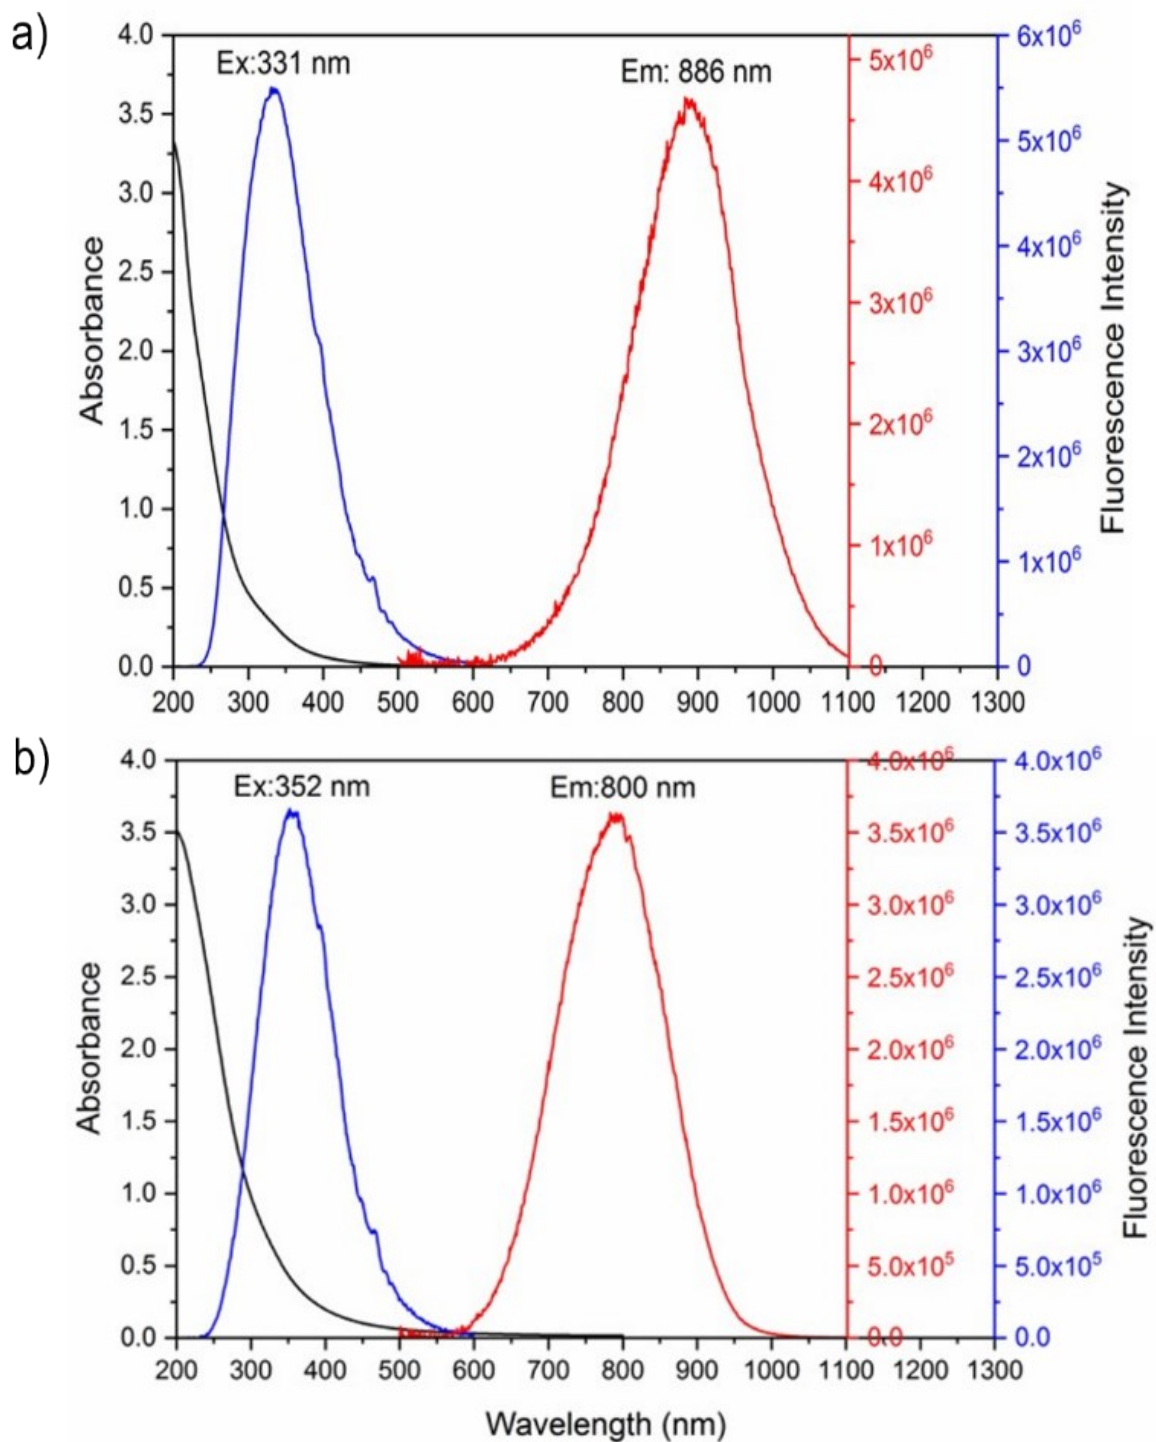 a)
Ex:331 nm
Em: 886 nm
4.0
3.5
3.0
2.5
2.0
1.5
1.0
0.5
0.0
Absorbance
5x10⁶
4x10⁶
3x10⁶
2x10⁶
1x10⁶
0
6x10⁶
5x10⁶
4x10⁶
3x10⁶
2x10⁶
1x10⁶
0
Fluorescence Intensity
200 300 400 500 600 700 800 900 1000 1100 1200 1300
b)
Ex:352 nm
Em:800 nm
4.0
3.5
3.0
2.5
2.0
1.5
1.0
0.5
0.0
Absorbance
4.0x10⁶
3.5x10⁶
3.0x10⁶
2.5x10⁶
2.0x10⁶
1.5x10⁶
1.0x10⁶
5.0x10⁵
0.0
4.0x10⁶
3.5x10⁶
3.0x10⁶
2.5x10⁶
2.0x10⁶
1.5x10⁶
1.0x10⁶
5.0x10⁵
0.0
Fluorescence Intensity
200 300 400 500 600 700 800 900 1000 1100 1200 1300
Wavelength (nm)